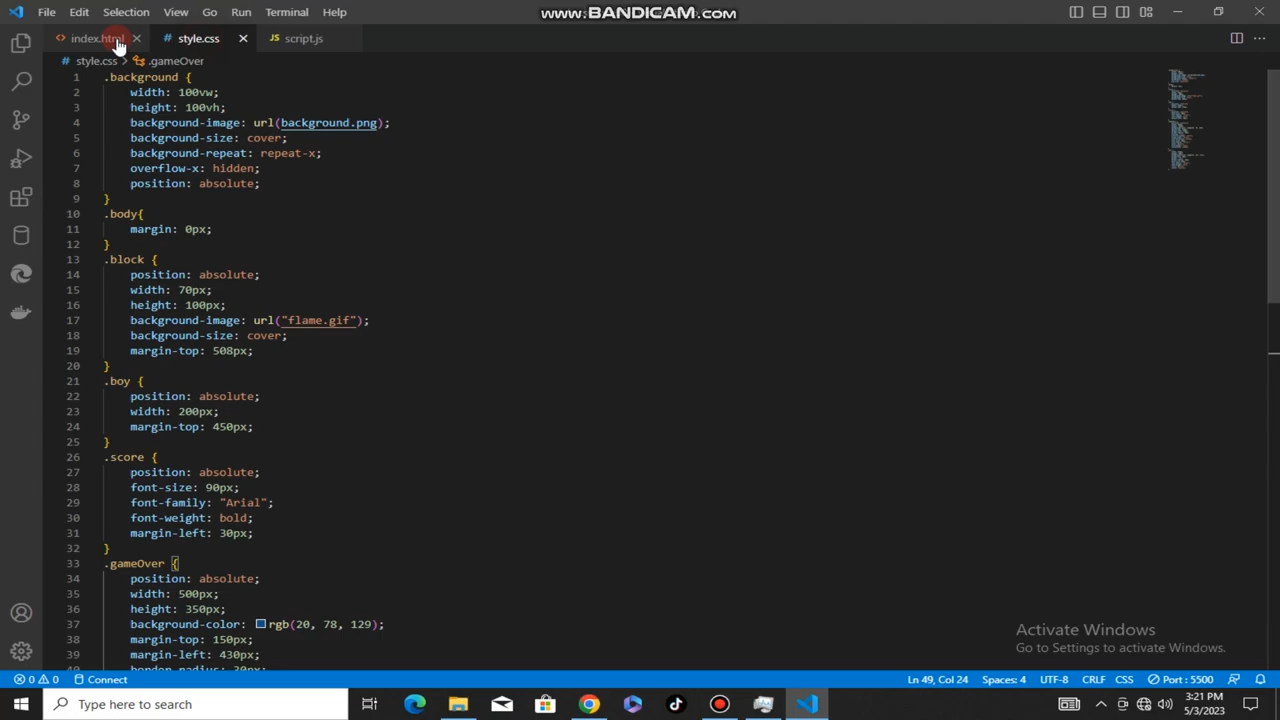 File Edit Selection View Go Run Terminal Help
www.BANDICAM.com
index.html # style.css JS script.js
# style.css > .gameOver
1 .background {
2 width: 100vw;
3 height: 100vh;
4 background-image: url(background.png);
5 background-size: cover;
6 background-repeat: repeat-x;
7 overflow-x: hidden;
8 position: absolute;
9 }
10 .body{
11 margin: 0px;
12 }
13 .block {
14 position: absolute;
15 width: 70px;
16 height: 100px;
17 background-image: url("flame.gif");
18 background-size: cover;
19 margin-top: 508px;
20 }
21 .boy {
22 position: absolute;
23 width: 200px;
24 margin-top: 450px;
25 }
26 .score {
27 position: absolute;
28 font-size: 90px;
29 font-family: "Arial";
30 font-weight: bold;
31 margin-left: 30px;
32 }
33 .gameOver {
34 position: absolute;
35 width: 500px;
36 height: 350px;
37 background-color: rgb(20, 78, 129);
38 margin-top: 150px;
39 margin-left: 430px;
40 border-radius: 30px;
Activate Windows
Go to Settings to activate Windows.
0 0 Connect Ln 49, Col 24 Spaces: 4 UTF-8 CRLF CSS Port : 5500
Type here to search
3:21 PM
5/3/2023